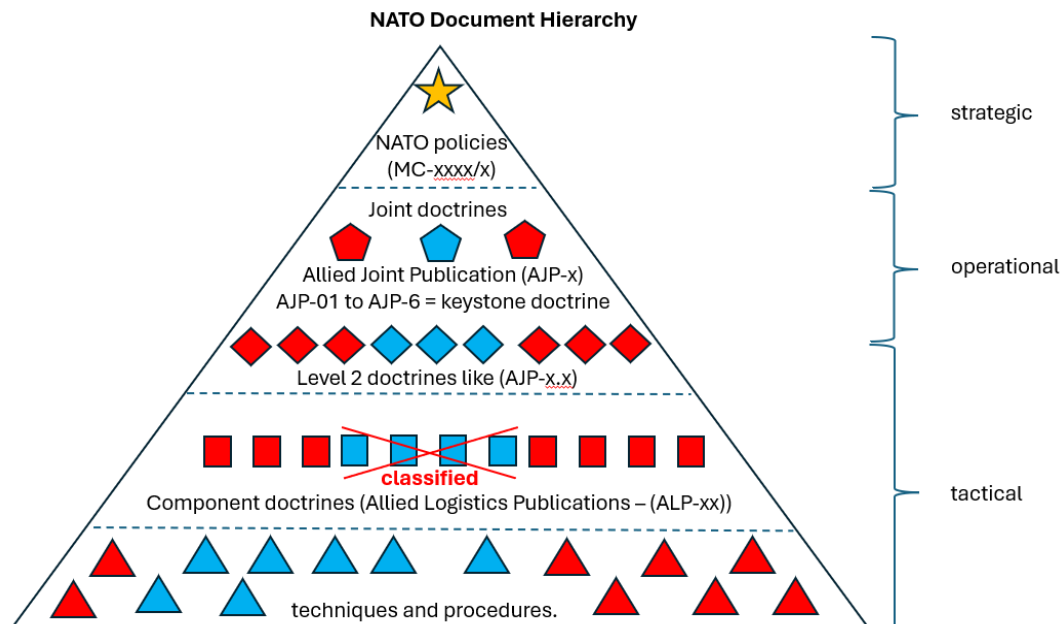 NATO Document Hierarchy
strategic
NATO policies
(MC-xxxx/x)
Joint doctrines
operational
Allied Joint Publication (AJP-x)
AJP-01 to AJP-6 = keystone doctrine
Level 2 doctrines like (AJP-x.x)
classified
tactical
Component doctrines (Allied Logistics Publications – (ALP-xx))
techniques and procedures.